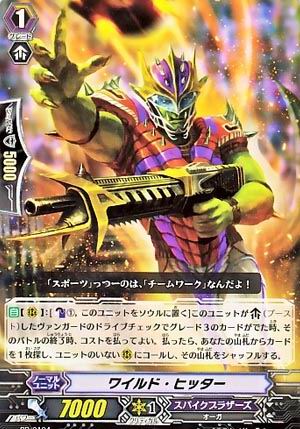 1
グレード
5000
「スポーツ」っつーのは、「チームワーク」なんだよ！
【(R)】:[(1)、このユニットをソウルに置く]このユニットが(ブースト)したヴァンガードのドライブチェックでグレード3のカードがでた時、そのバトルの終了時、コストを払ってよい。払ったら、あなたの山札からカードを1枚探し、ユニットのいない(R)にコールし、その山札をシャッフルする。
ノーマルユニット
ワイルド・ヒッター
パワー
7000
1
クリティカル
スパイクブラザーズ
オーガ